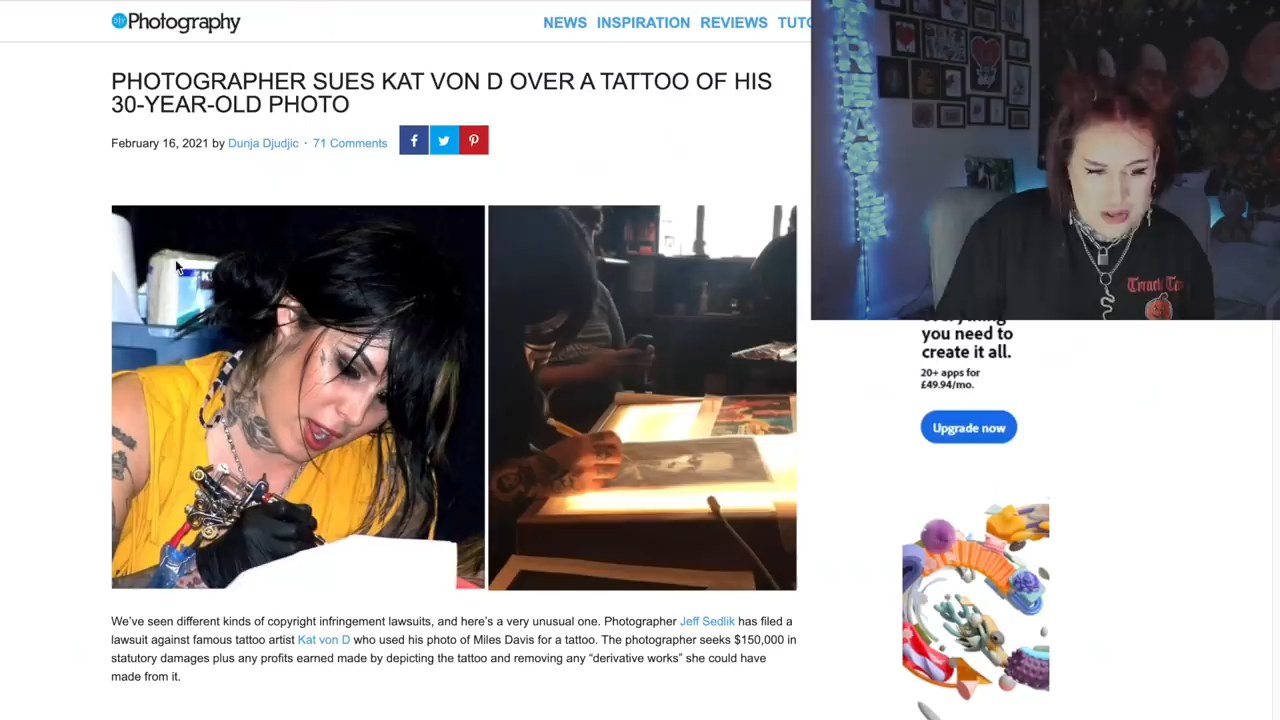 DIY Photography
NEWS INSPIRATION REVIEWS
PHOTOGRAPHER SUES KAT VON D OVER A TATTOO OF HIS
30-YEAR-OLD PHOTO
February 16, 2021 by Dunja Djudjic · 71 Comments
you need to
create it all.
20+ apps for
£49.94/mo.
Upgrade now
We've seen different kinds of copyright infringement lawsuits, and here's a very unusual one. Photographer Jeff Sedlik has filed a
lawsuit against famous tattoo artist Kat von D who used his photo of Miles Davis for a tattoo. The photographer seeks $150,000 in
statutory damages plus any profits earned made by depicting the tattoo and removing any “derivative works” she could have
made from it.